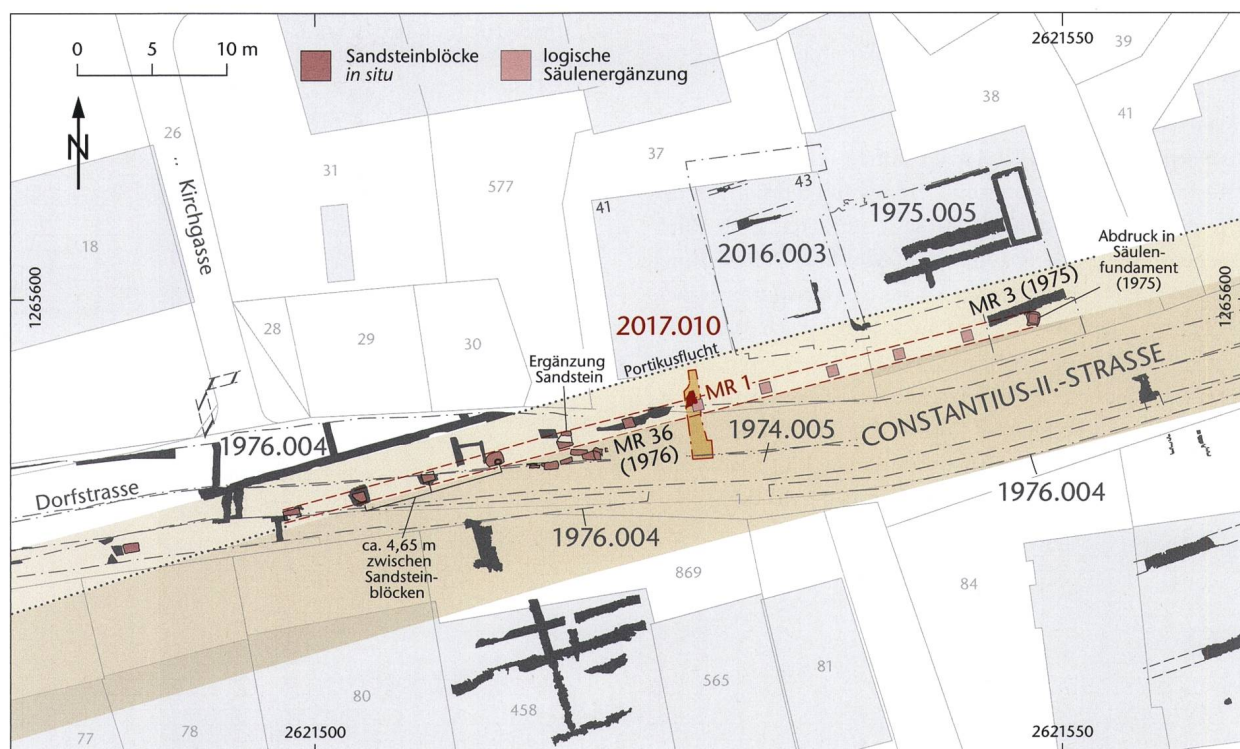 0 5 10 m
Sandsteinblöcke
in situ
logische
Säulenergänzung
2621550
39
N
26
Kirchgasse
31
577
37
38
41
18
41
43
1975.005
2016.003
Abdruck in
Säulen-
fundament
(1975)
1265600
1265600
MR 3 (1975)
28
29
30
2017.010
Ergänzung
Sandstein
Portikusflucht
MR 1
CONSTANTIUS-II.-STRASSE
1976.004
MR 36
(1976)
1974.005
Dorfstrasse
1976.004
1976.004
ca. 4,65 m
zwischen
Sandstein-
blöcken
869
84
80
458
565
81
77
78
2621500
2621550